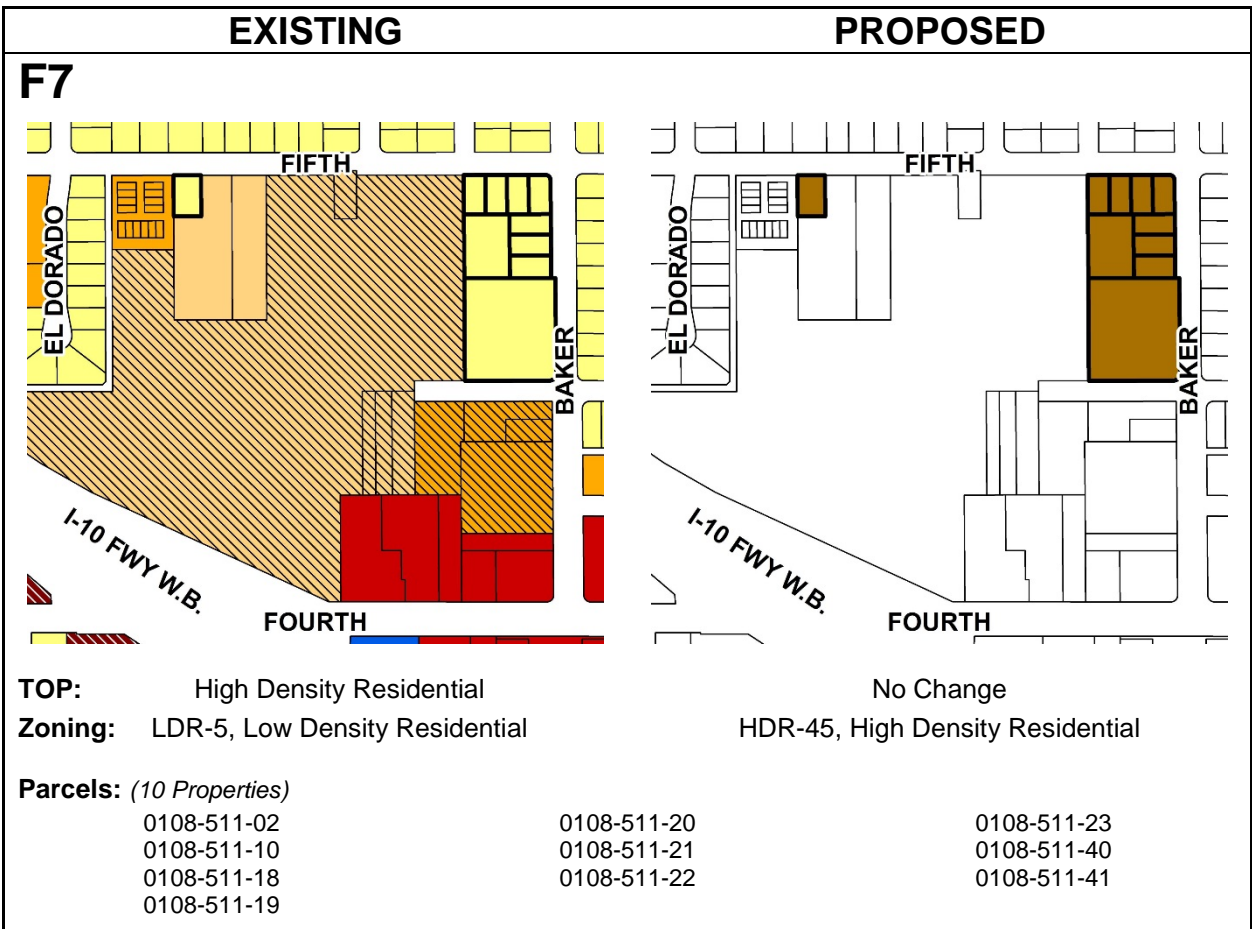 EXISTING PROPOSED
F7
FIFTH
EL DORADO
BAKER
I-10 FWY W.B.
FOURTH
FIFTH
EL DORADO
BAKER
I-10 FWY W.B.
FOURTH
TOP: High Density Residential No Change
Zoning: LDR-5, Low Density Residential HDR-45, High Density Residential
Parcels: (10 Properties)
0108-511-02 0108-511-20 0108-511-23
0108-511-10 0108-511-21 0108-511-40
0108-511-18 0108-511-22 0108-511-41
0108-511-19